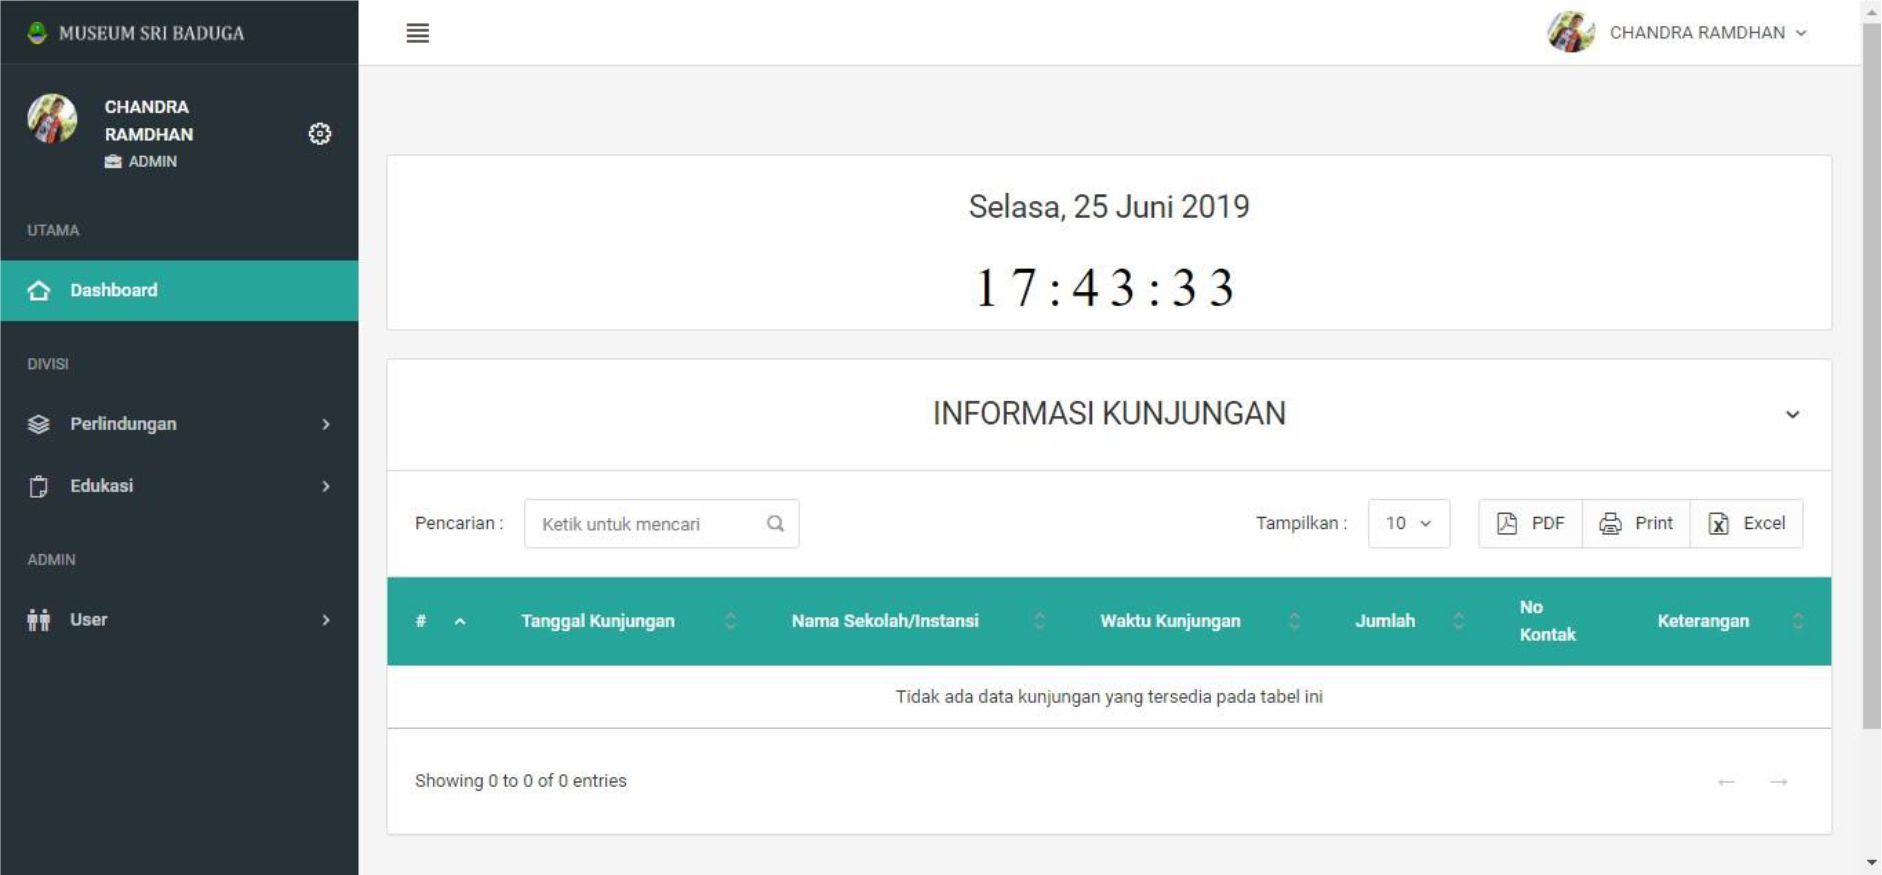 MUSEUM SRI BADUGA
CHANDRA RAMDHAN
CHANDRA
RAMDHAN
ADMIN
UTAMA
Dashboard
DIVISI
Perlindungan
Edukasi
ADMIN
User
Selasa, 25 Juni 2019
17:43:33
INFORMASI KUNJUNGAN
Pencarian : Ketik untuk mencari Tampilkan : 10 PDF Print Excel
# Tanggal Kunjungan Nama Sekolah/Instansi Waktu Kunjungan Jumlah No Kontak Keterangan
Tidak ada data kunjungan yang tersedia pada tabel ini
Showing 0 to 0 of 0 entries ← →